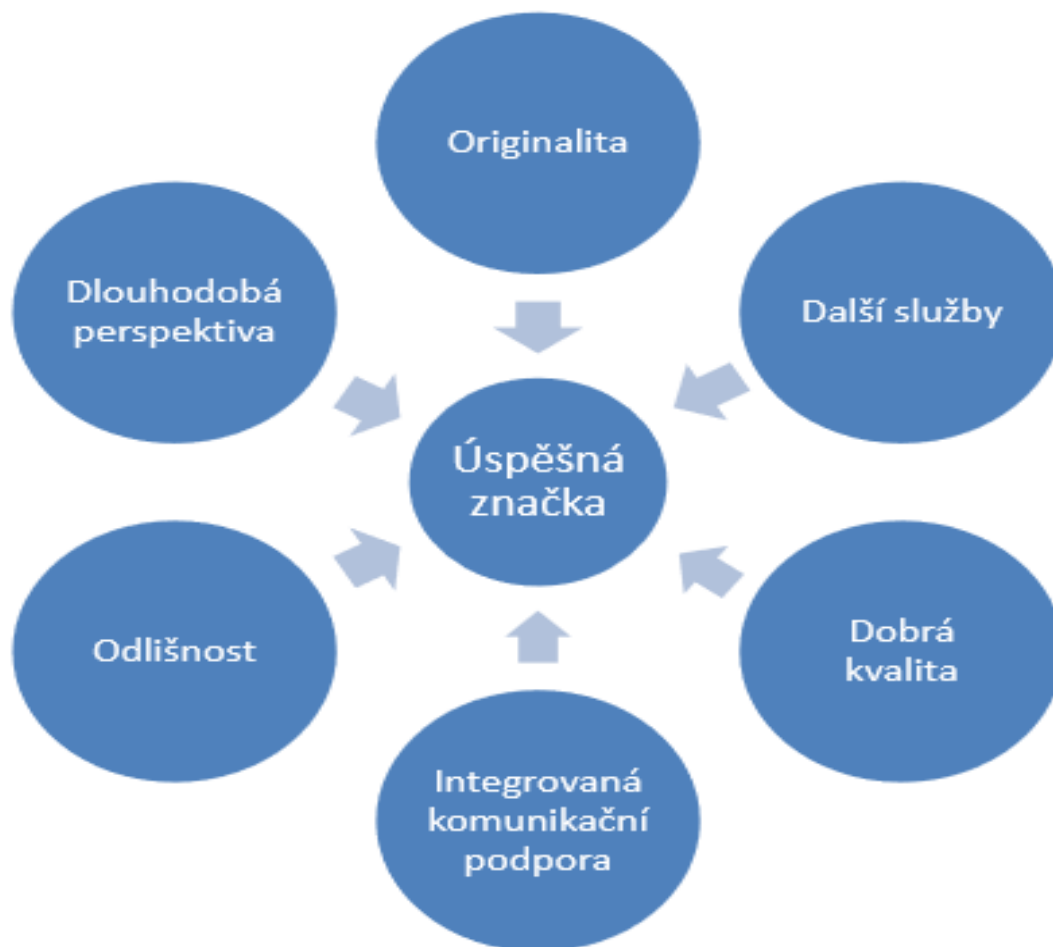 Originalita
Dlouhodobá
perspektiva
Další služby
Úspěšná
značka
Odlišnost
Dobrá
kvalita
Integrovaná
komunikační
podpora